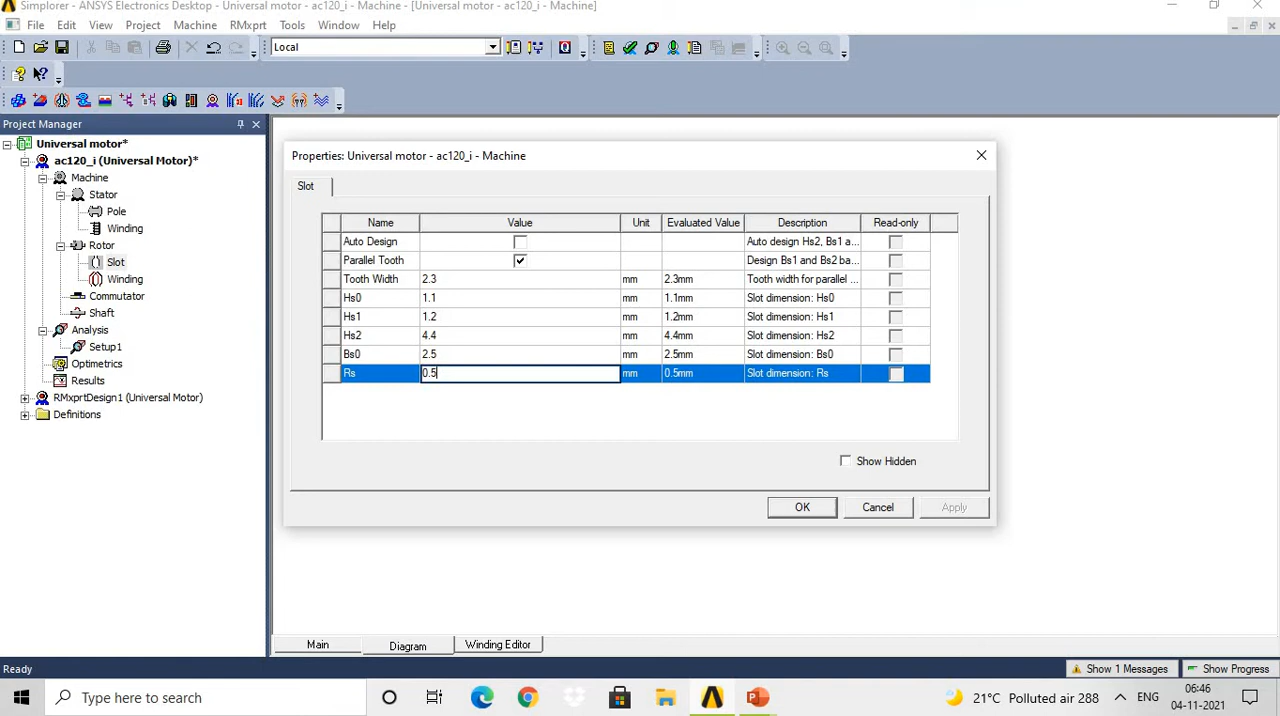 Simplorer - ANSYS Electronics Desktop - Universal motor - ac120_i - Machine - [Universal motor - ac120_i - Machine]
File Edit View Project Machine RMxprt Tools Window Help
Local
Project Manager
Universal motor*
ac120_i (Universal Motor)*
Machine
Stator
Pole
Winding
Rotor
Slot
Winding
Commutator
Shaft
Analysis
Setup1
Optimetrics
Results
RMxprtDesign1 (Universal Motor)
Definitions
Properties: Universal motor - ac120_i - Machine
Slot
Name Value Unit Evaluated Value Description Read-only
Auto Design Auto design Hs2, Bs1 a...
Parallel Tooth Design Bs1 and Bs2 ba...
Tooth Width 2.3 mm 2.3mm Tooth width for parallel ...
Hs0 1.1 mm 1.1mm Slot dimension: Hs0
Hs1 1.2 mm 1.2mm Slot dimension: Hs1
Hs2 4.4 mm 4.4mm Slot dimension: Hs2
Bs0 2.5 mm 2.5mm Slot dimension: Bs0
Rs 0.5 mm 0.5mm Slot dimension: Rs
Show Hidden
OK Cancel Apply
Main Diagram Winding Editor
Ready Show 1 Messages Show Progress
Type here to search 21°C Polluted air 288 ENG 06:46
04-11-2021